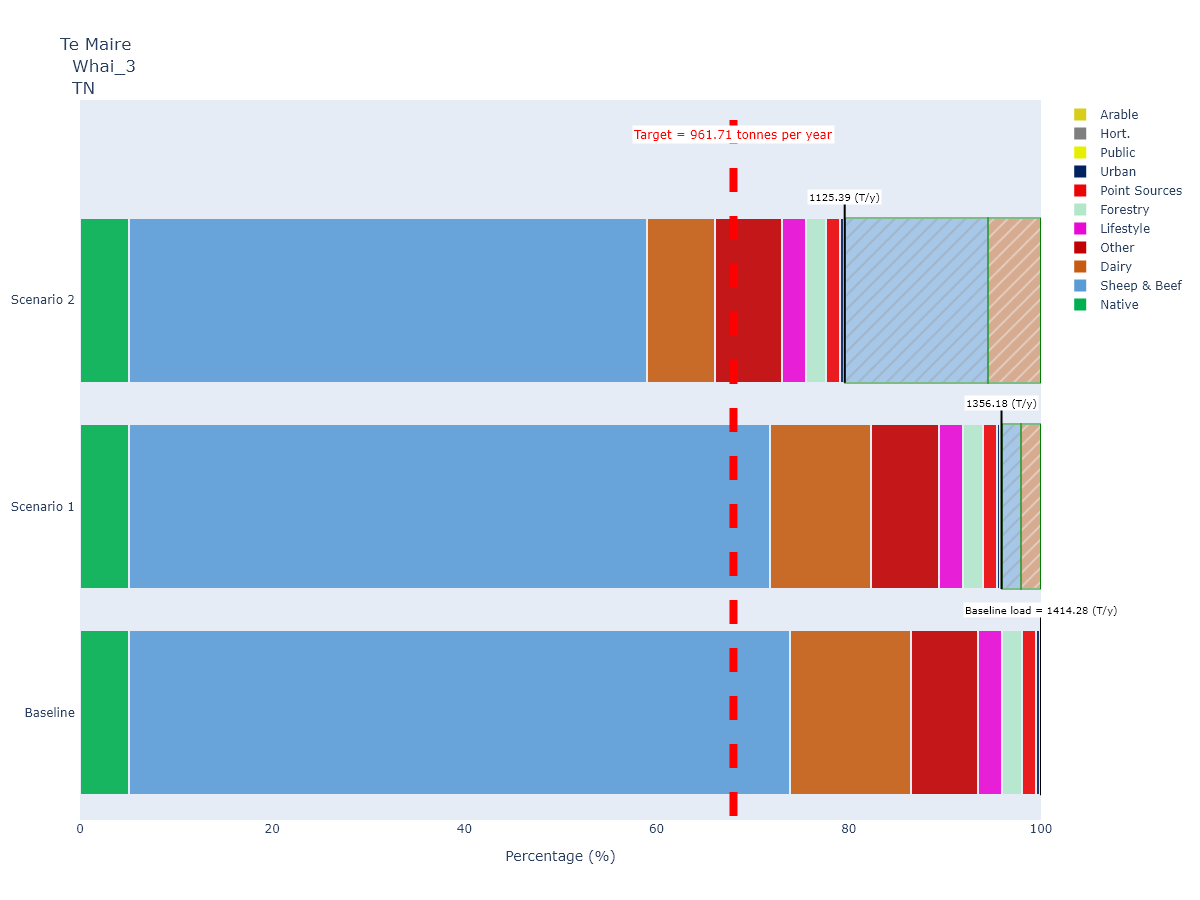 Te Maire
Whai_3
TN
Target = 961.71 tonnes per year
1125.39 (T/y)
Scenario 2
1356.18 (T/y)
Scenario 1
Baseline load = 1414.28 (T/y)
Baseline
0 20 40 60 80 100
Percentage (%)
Arable
Hort.
Public
Urban
Point Sources
Forestry
Lifestyle
Other
Dairy
Sheep & Beef
Native